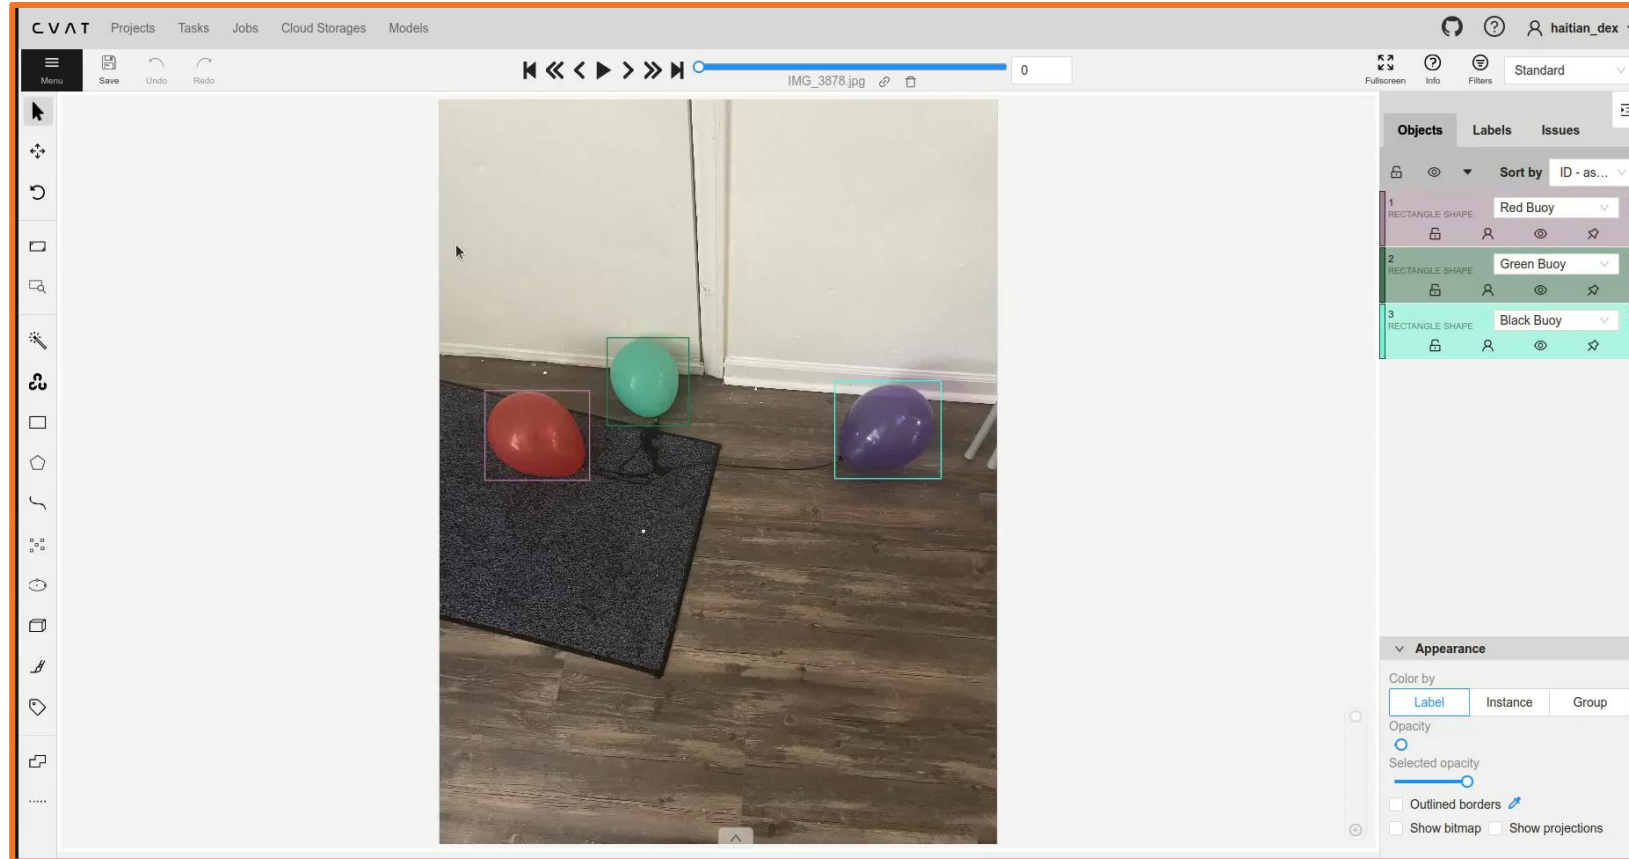 CVAT Projects Tasks Jobs Cloud Storages Models haitian_dex
Menu Save Undo Redo IMG_3878.jpg 0 Fullscreen Info Filters Standard
Objects Labels Issues
Sort by ID - as...
1
RECTANGLE SHAPE Red Buoy
2
RECTANGLE SHAPE Green Buoy
3
RECTANGLE SHAPE Black Buoy
Appearance
Color by
Label Instance Group
Opacity
Selected opacity
Outlined borders
Show bitmap Show projections